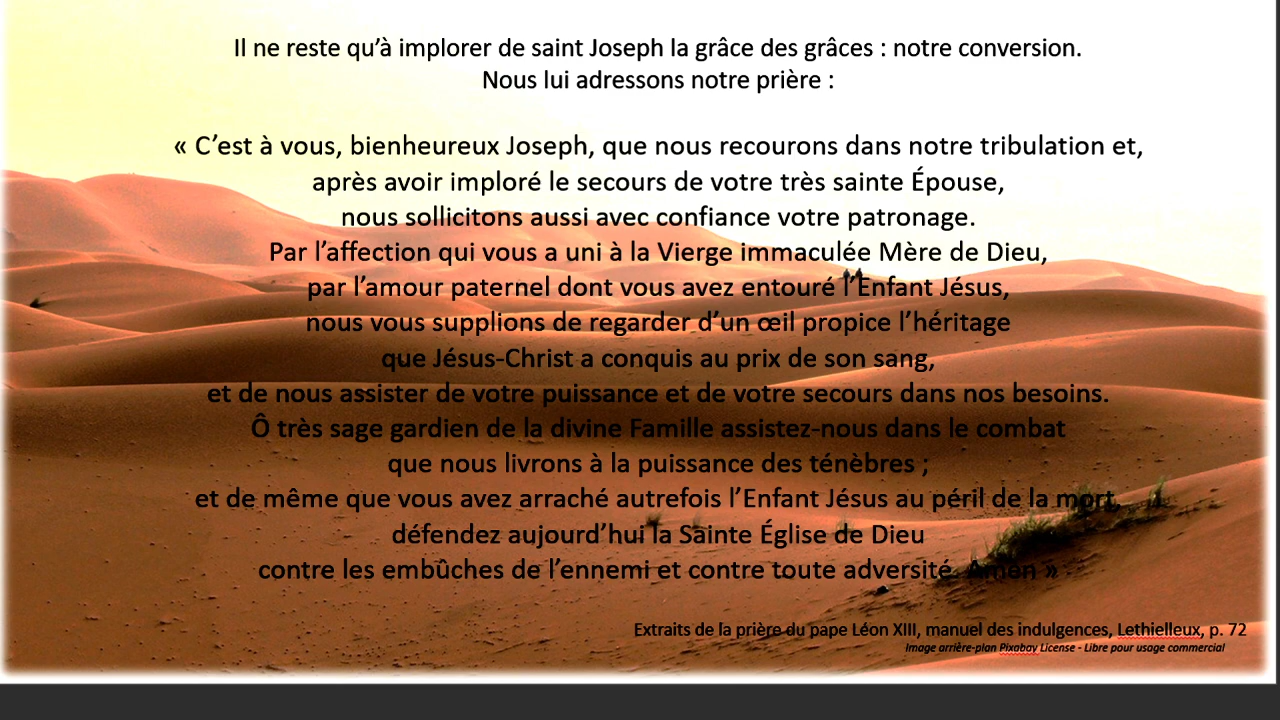 Il ne reste qu’à implorer de saint Joseph la grâce des grâces : notre conversion.
Nous lui adressons notre prière :
« C’est à vous, bienheureux Joseph, que nous recourons dans notre tribulation et,
après avoir imploré le secours de votre très sainte Épouse,
nous sollicitons aussi avec confiance votre patronage.
Par l’affection qui vous a uni à la Vierge immaculée Mère de Dieu,
par l’amour paternel dont vous avez entouré l’Enfant Jésus,
nous vous supplions de regarder d’un œil propice l’héritage
que Jésus-Christ a conquis au prix de son sang,
et de nous assister de votre puissance et de votre secours dans nos besoins.
Ô très sage gardien de la divine Famille assistez-nous dans le combat
que nous livrons à la puissance des ténèbres ;
et de même que vous avez arraché autrefois l’Enfant Jésus au péril de la mort,
défendez aujourd’hui la Sainte Église de Dieu
contre les embûches de l’ennemi et contre toute adversité. Amen »
Extraits de la prière du pape Léon XIII, manuel des indulgences, Lethielleux, p. 72
Image arrière-plan Pixabay License - Libre pour usage commercial